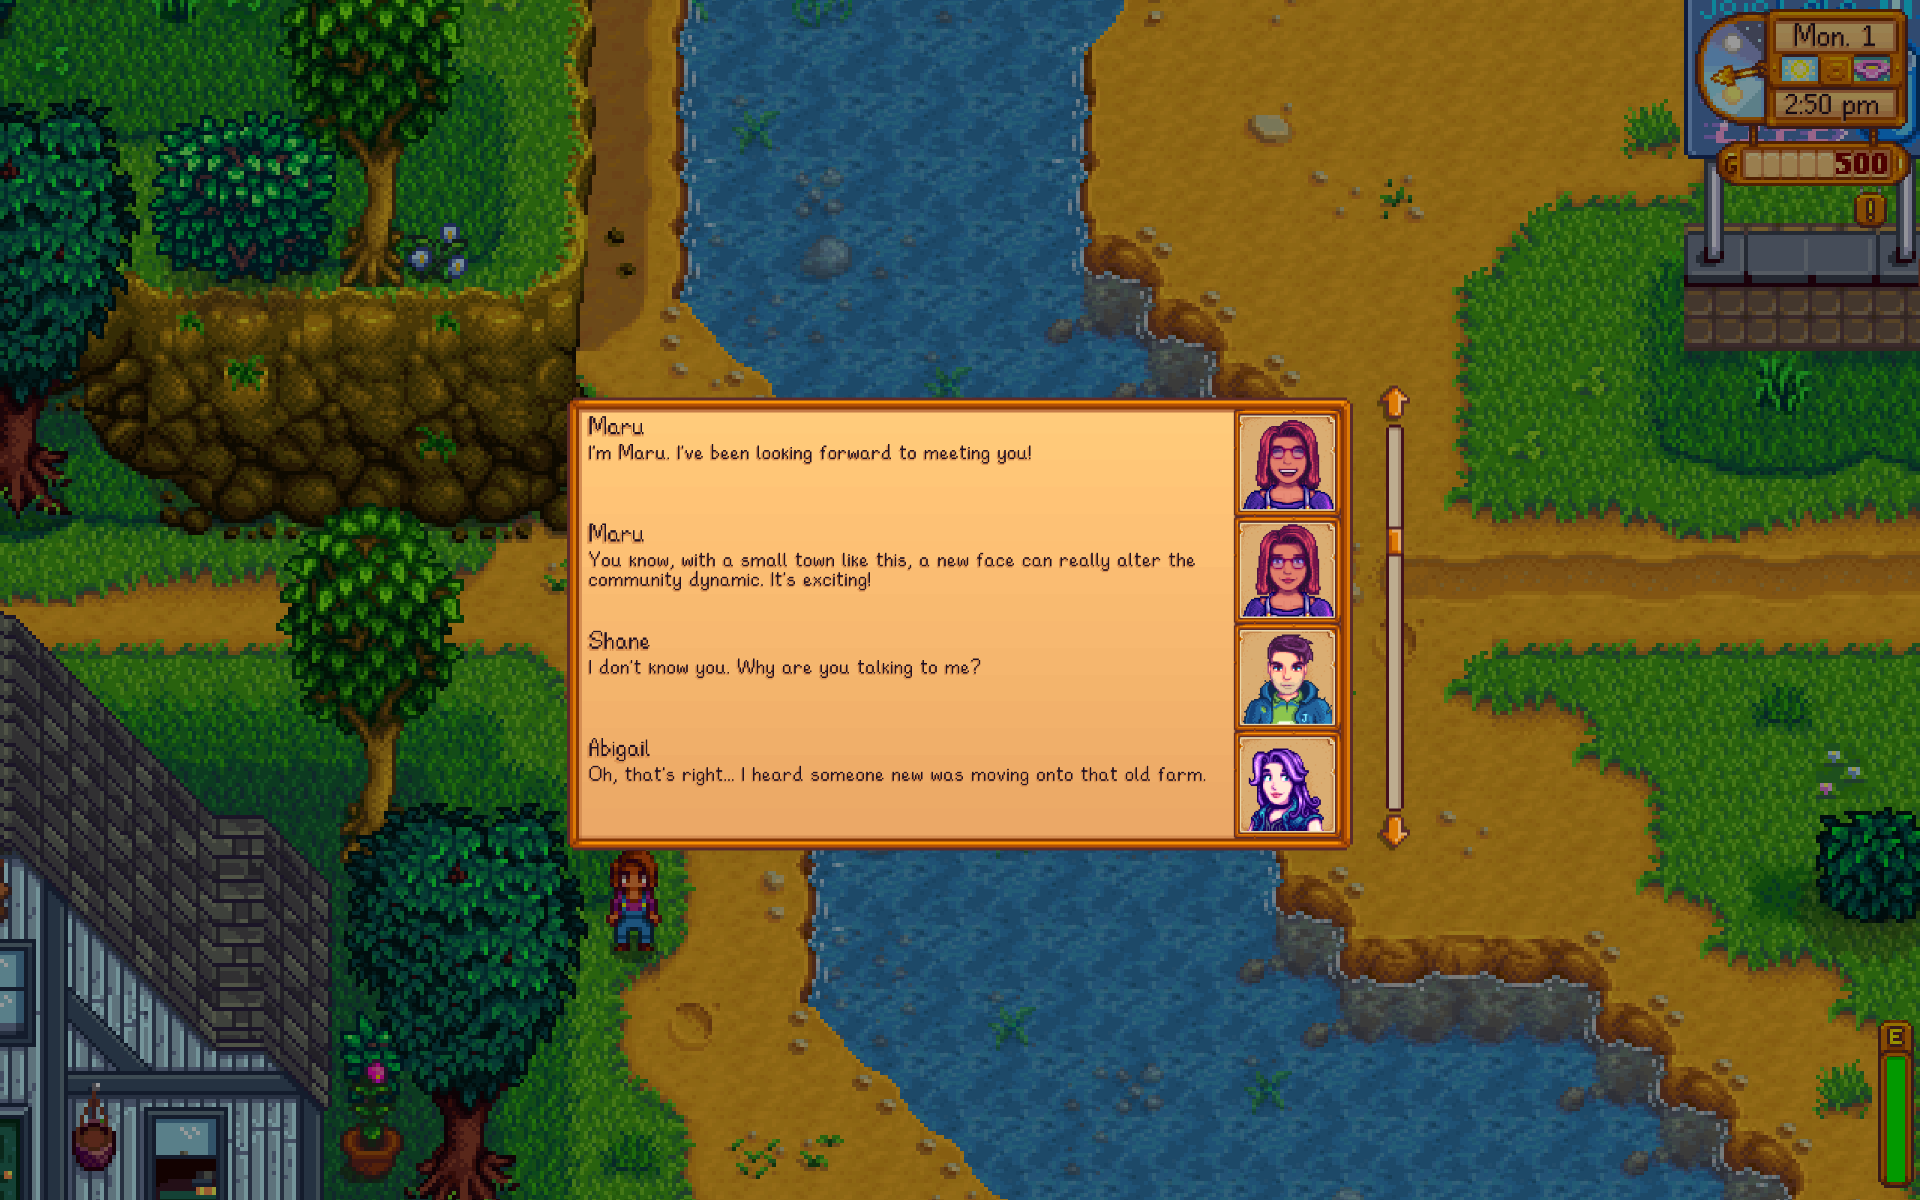 Mon. 1
2:50 pm
G 500
!
Maru
I'm Maru. I've been looking forward to meeting you!
Maru
You know, with a small town like this, a new face can really alter the
community dynamic. It's exciting!
Shane
I don't know you. Why are you talking to me?
Abigail
Oh, that's right... I heard someone new was moving onto that old farm.
E